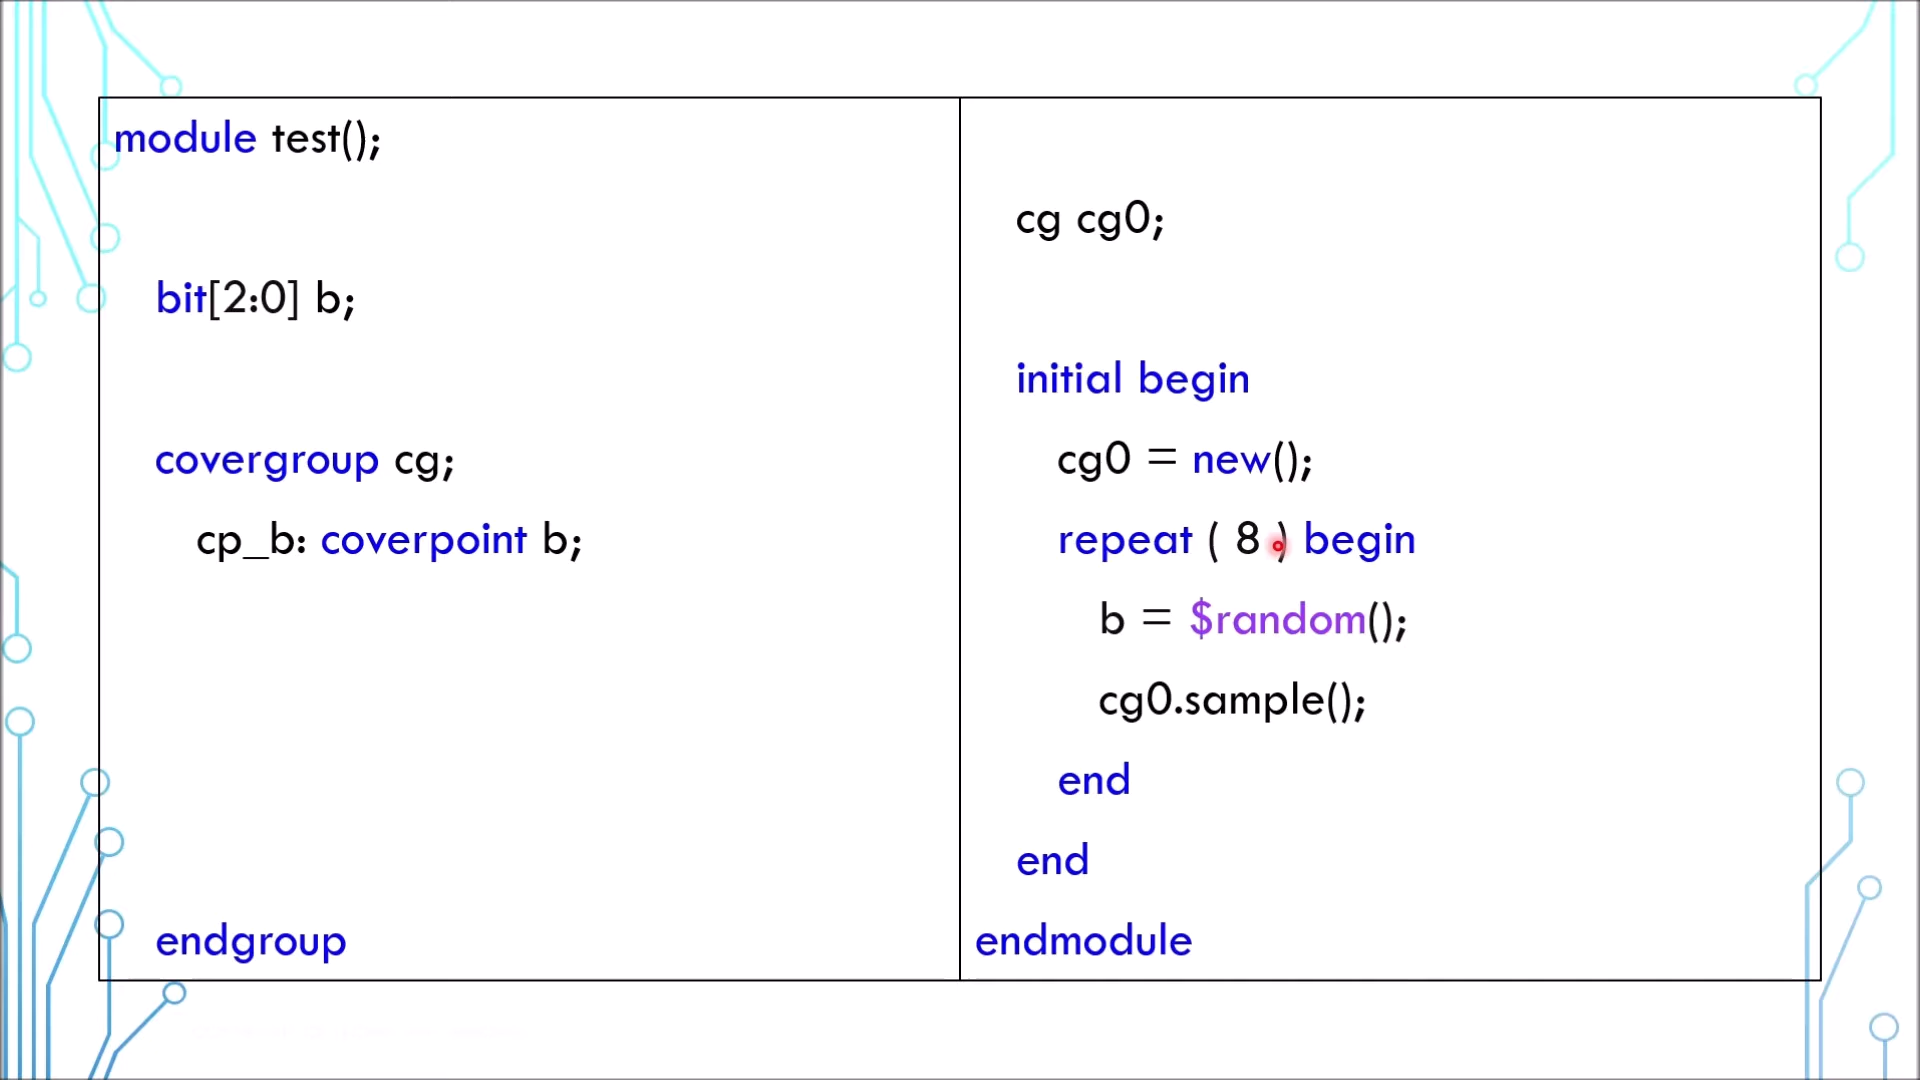 module test();
bit[2:0] b;
covergroup cg;
cp_b: coverpoint b;
endgroup
cg cg0;
initial begin
cg0 = new();
repeat ( 8 ) begin
b = $random();
cg0.sample();
end
end
endmodule